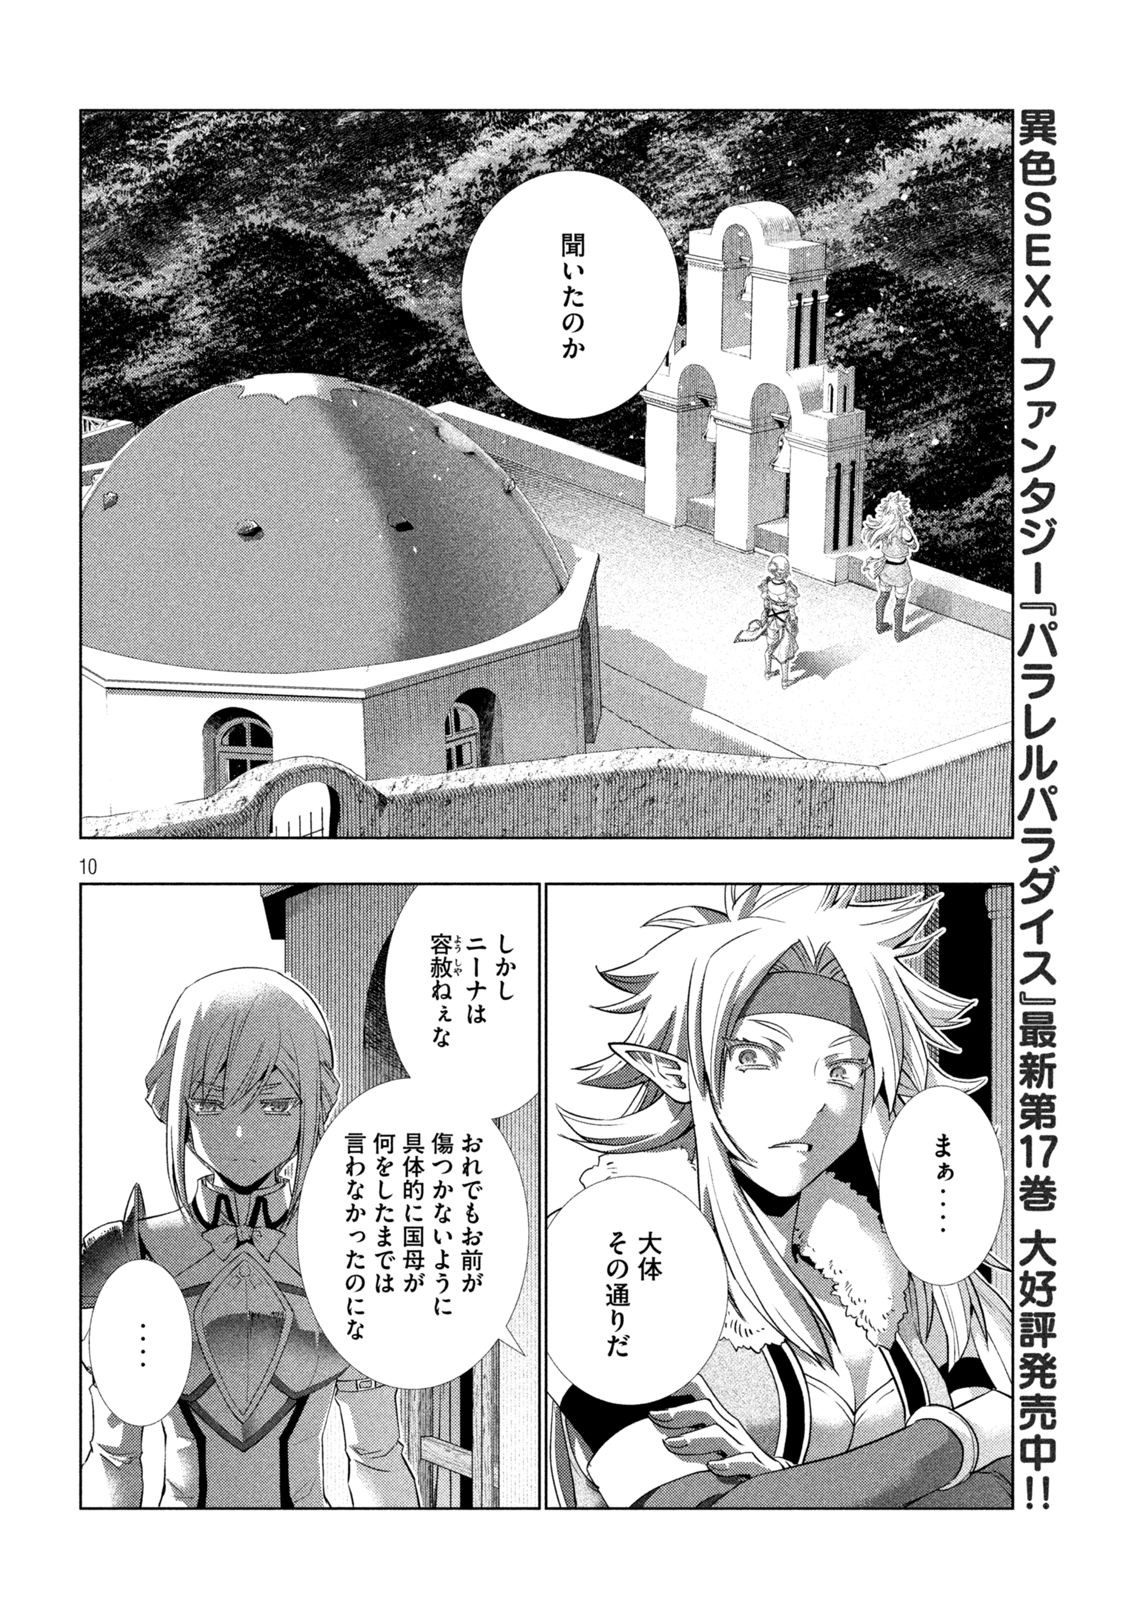 異色SEXYファンタジー『パラレルパラダイス』最新第17巻 大好評発売中!!
聞いたのか
10
まぁ‥‥
大体
その通りだ
しかし
ニーナは
容赦ねぇな
ようしゃ
おれでもお前が
傷つかないように
具体的に国母が
何をしたまでは
言わなかったのにな
‥‥